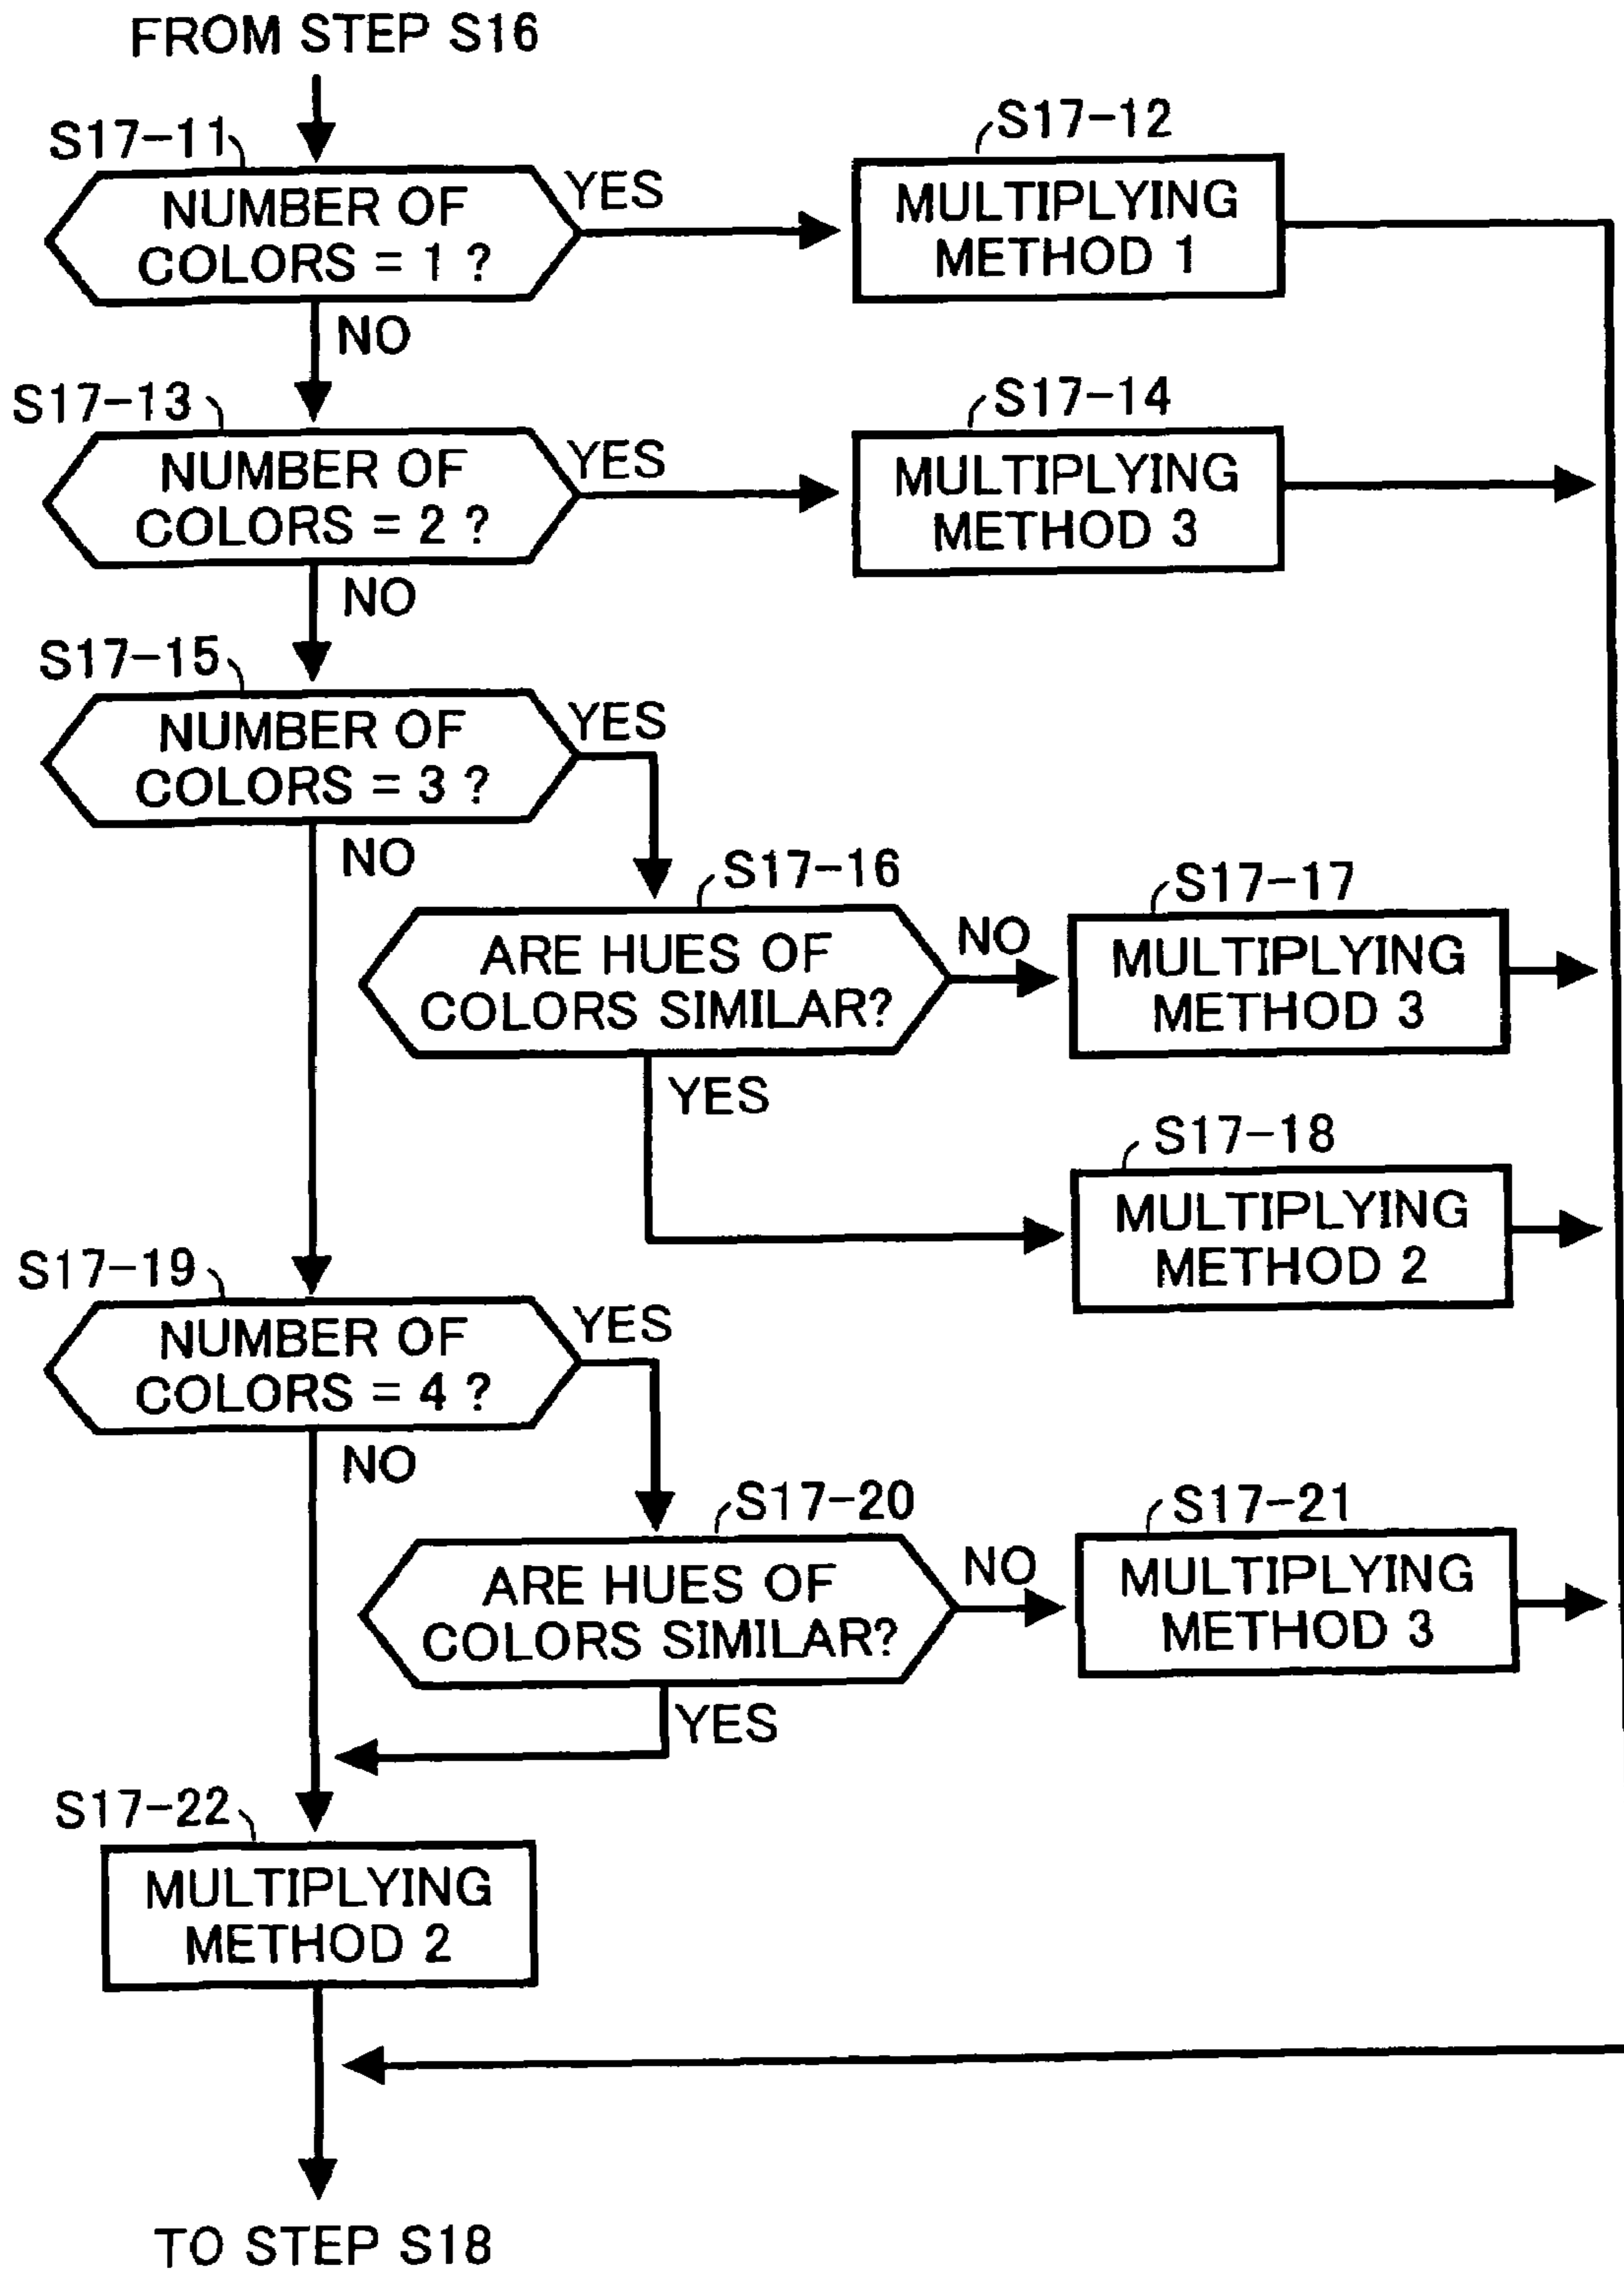 FROM STEP S16
S17-11
NUMBER OF
COLORS = 1 ?
YES
NO
S17-12
MULTIPLYING
METHOD 1
S17-13
NUMBER OF
COLORS = 2 ?
YES
NO
S17-14
MULTIPLYING
METHOD 3
S17-15
NUMBER OF
COLORS = 3 ?
YES
NO
S17-16
ARE HUES OF
COLORS SIMILAR?
NO
YES
S17-17
MULTIPLYING
METHOD 3
S17-18
MULTIPLYING
METHOD 2
S17-19
NUMBER OF
COLORS = 4 ?
YES
NO
S17-20
ARE HUES OF
COLORS SIMILAR?
NO
YES
S17-21
MULTIPLYING
METHOD 3
S17-22
MULTIPLYING
METHOD 2
TO STEP S18